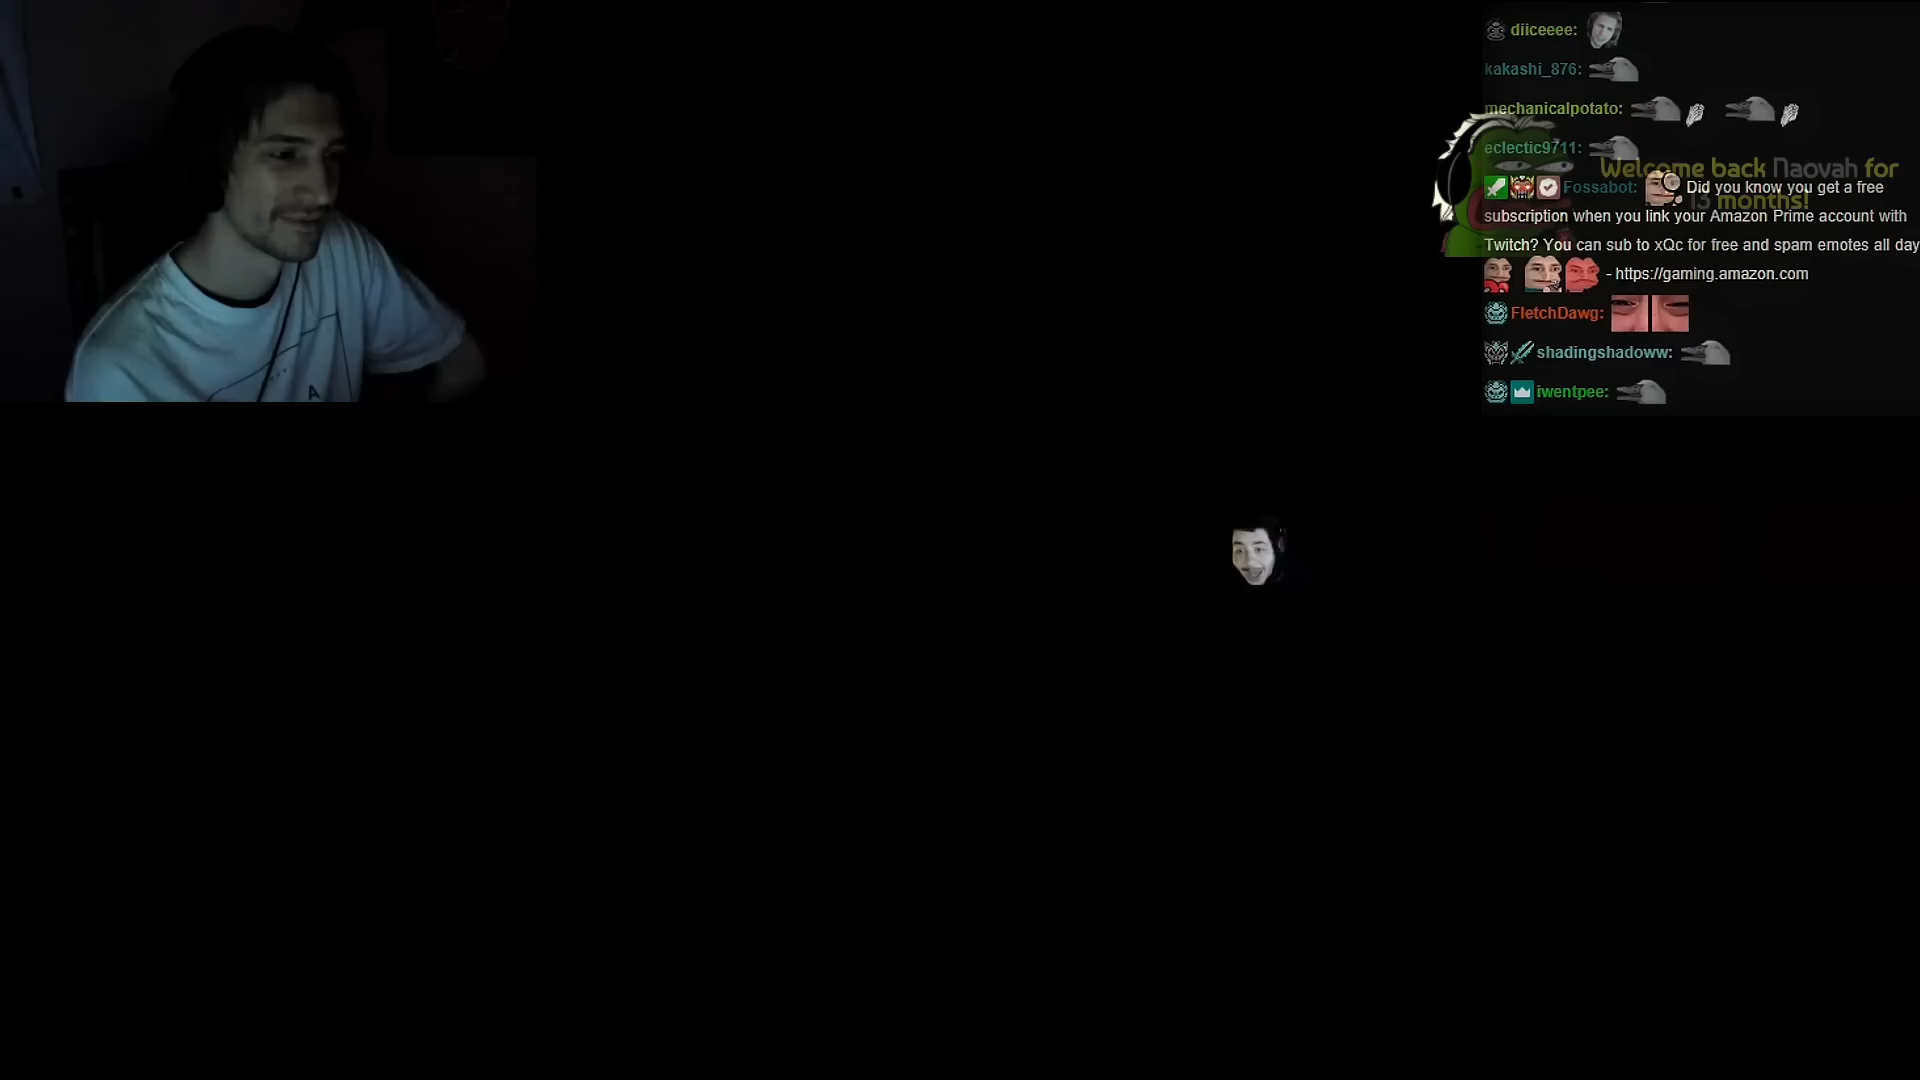 diiceeee:
kakashi_876:
mechanicalpotato:
eclectic9711:
Welcome back Naovah for
13 months!
Fossabot: Did you know you get a free
subscription when you link your Amazon Prime account with
Twitch? You can sub to xQc for free and spam emotes all day
- https://gaming.amazon.com
FletchDawg:
shadingshadoww:
iwentpee:
A